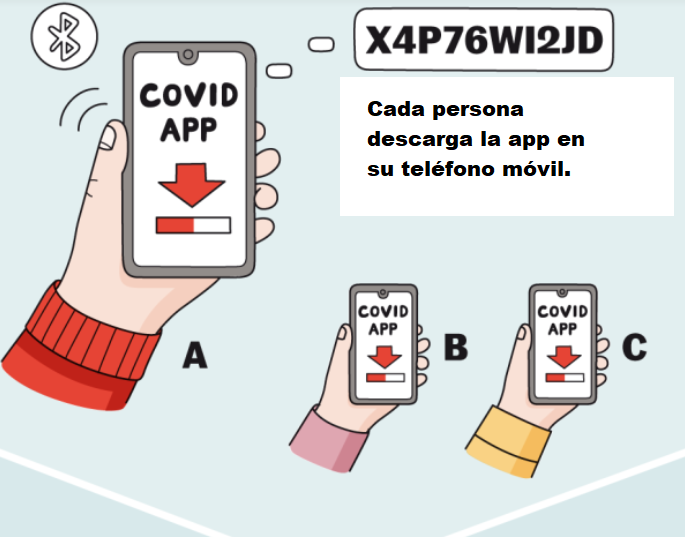 X4P76WI2JD
COVID
APP
Cada persona
descarga la app en
su teléfono móvil.
A
COVID
APP
B
COVID
APP
C